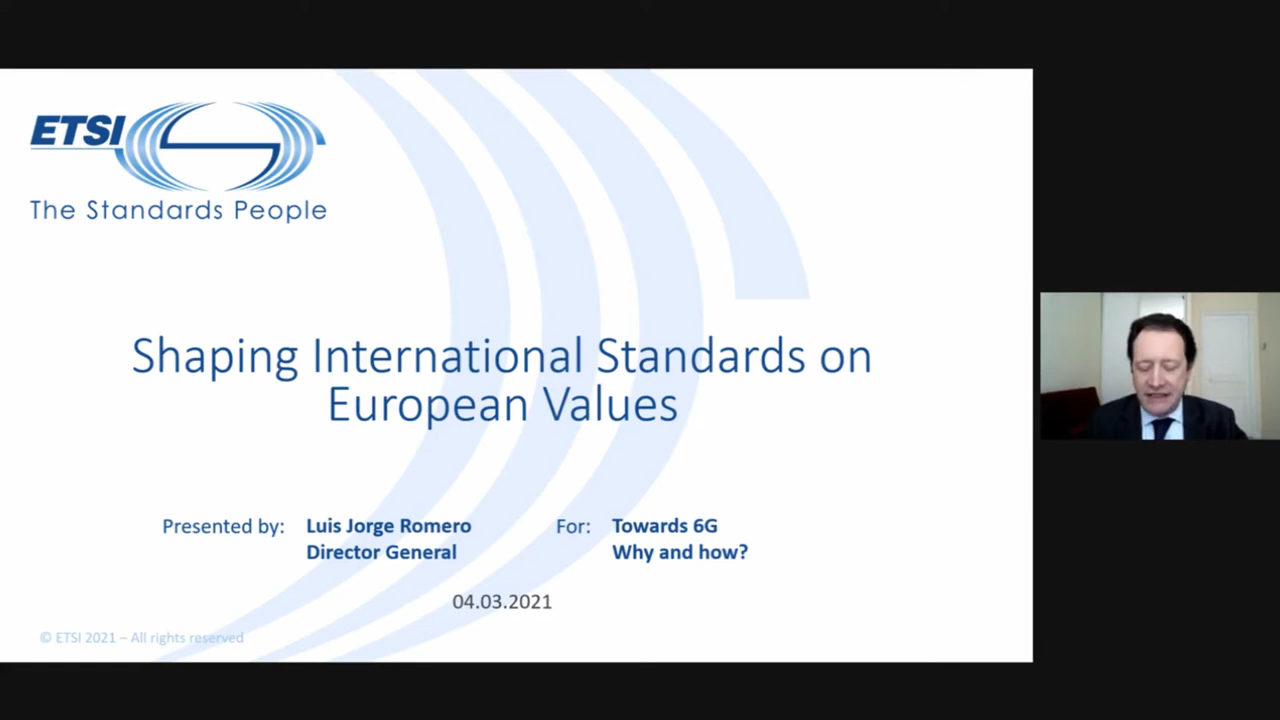 ETSI
The Standards People
Shaping International Standards on
European Values
Presented by: Luis Jorge Romero
Director General
For: Towards 6G
Why and how?
04.03.2021
© ETSI 2021 – All rights reserved